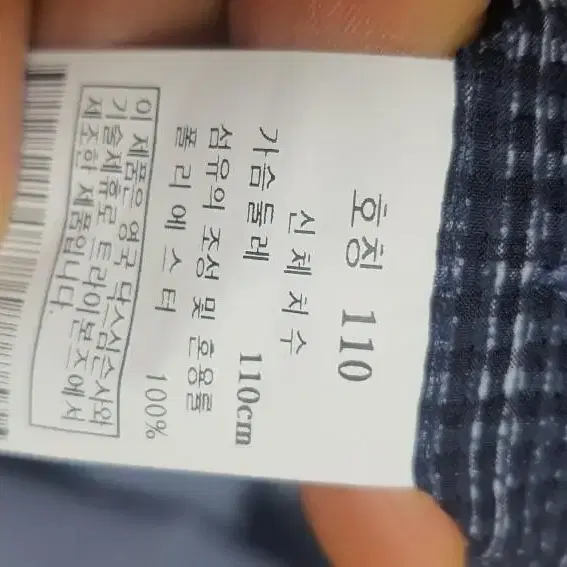 호칭 110
신체치수
가슴둘레 110cm
섬유의 조성 및 혼용률
폴리에스터 100%
이 제품은 영국 닥스심슨사와
기술제휴로 트라이본즈에서
제조한 제품입니다.